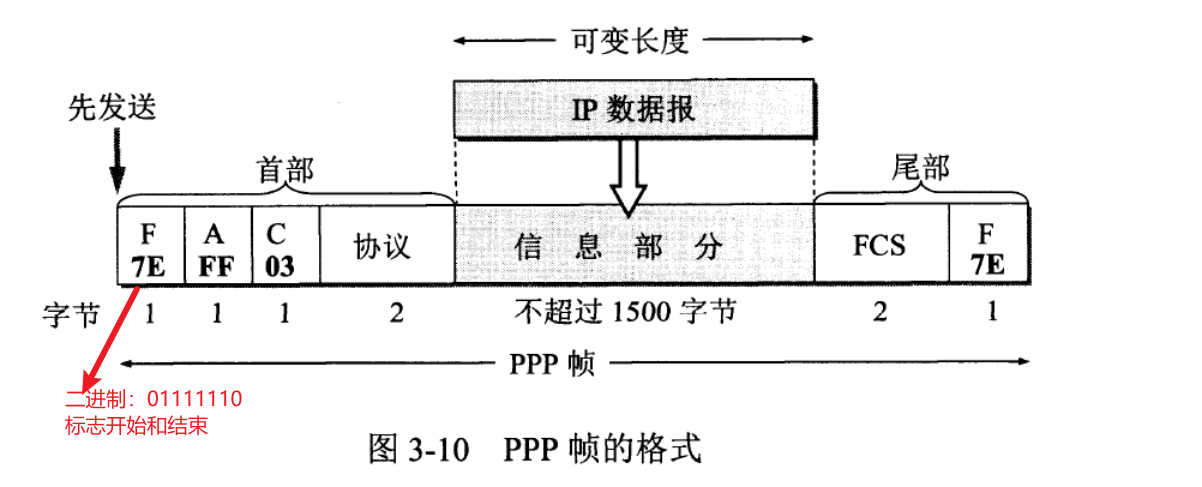 可变长度
IP 数据报
先发送
首部
尾部
F A C 协议 信 息 部 分 FCS F
7E FF 03 7E
字节 1 1 1 2 不超过 1500 字节 2 1
PPP 帧
二进制：01111110
标志开始和结束
图 3-10 PPP 帧的格式